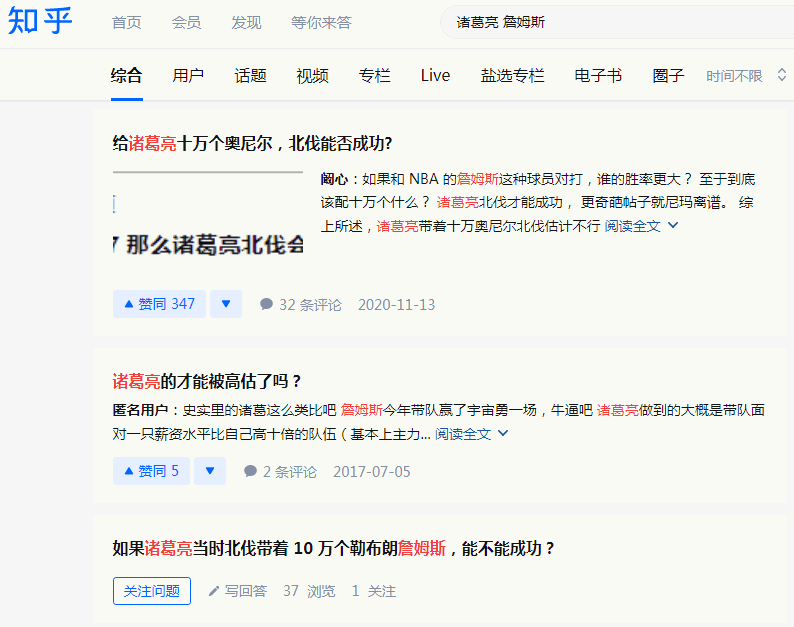 知乎 首页 会员 发现 等你来答 诸葛亮 詹姆斯
综合 用户 话题 视频 专栏 Live 盐选专栏 电子书 圈子 时间不限
给诸葛亮十万个奥尼尔，北伐能否成功?
阇心：如果和 NBA 的詹姆斯这种球员对打，谁的胜率更大？ 至于到底
该配十万个什么？ 诸葛亮北伐才能成功， 更奇葩帖子就尼玛离谱。 综
上所述，诸葛亮带着十万奥尼尔北伐估计不行 阅读全文
那么诸葛亮北伐会
赞同 347 32 条评论 2020-11-13
诸葛亮的才能被高估了吗？
匿名用户：史实里的诸葛这么类比吧 詹姆斯今年带队赢了宇宙勇一场，牛逼吧 诸葛亮做到的大概是带队面
对一只薪资水平比自己高十倍的队伍 ( 基本上主力... 阅读全文
赞同 5 2 条评论 2017-07-05
如果诸葛亮当时北伐带着 10 万个勒布朗詹姆斯，能不能成功？
关注问题 写回答 37 浏览 1 关注